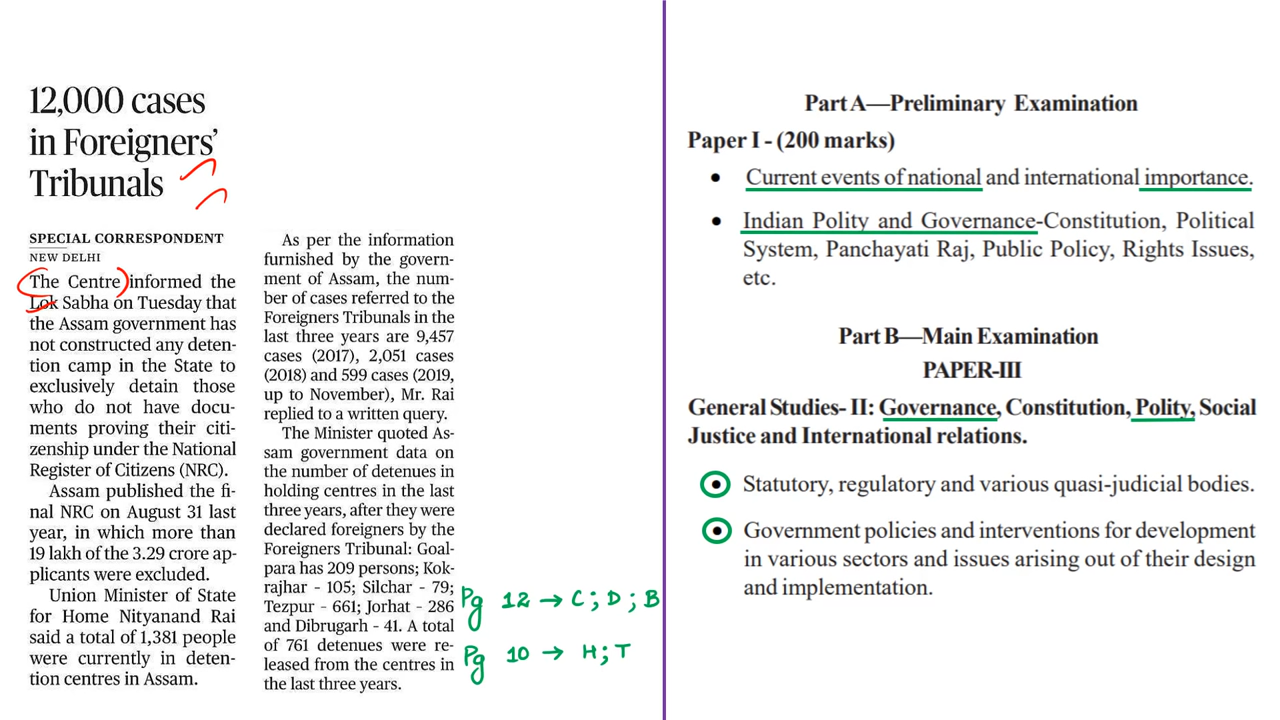 12,000 cases
in Foreigners’
Tribunals
SPECIAL CORRESPONDENT
NEW DELHI
The Centre informed the
Lok Sabha on Tuesday that
the Assam government has
not constructed any deten-
tion camp in the State to
exclusively detain those
who do not have docu-
ments proving their citi-
zenship under the National
Register of Citizens (NRC).
Assam published the fi-
nal NRC on August 31 last
year, in which more than
19 lakh of the 3.29 crore ap-
plicants were excluded.
Union Minister of State
for Home Nityanand Rai
said a total of 1,381 people
were currently in deten-
tion centres in Assam.
As per the information
furnished by the govern-
ment of Assam, the num-
ber of cases referred to the
Foreigners Tribunals in the
last three years are 9,457
cases (2017), 2,051 cases
(2018) and 599 cases (2019,
up to November), Mr. Rai
replied to a written query.
The Minister quoted As-
sam government data on
the number of detenues in
holding centres in the last
three years, after they were
declared foreigners by the
Foreigners Tribunal: Goal-
para has 209 persons; Kok-
rajhar - 105; Silchar - 79;
Tezpur - 661; Jorhat - 286
and Dibrugarh - 41. A total
of 761 detenues were re-
leased from the centres in
the last three years.
Pg 12 → C; D; B
Pg 10 → H; T
Part A—Preliminary Examination
Paper I - (200 marks)
• Current events of national and international importance.
• Indian Polity and Governance-Constitution, Political
System, Panchayati Raj, Public Policy, Rights Issues,
etc.
Part B—Main Examination
PAPER-III
General Studies- II: Governance, Constitution, Polity, Social
Justice and International relations.
• Statutory, regulatory and various quasi-judicial bodies.
• Government policies and interventions for development
in various sectors and issues arising out of their design
and implementation.